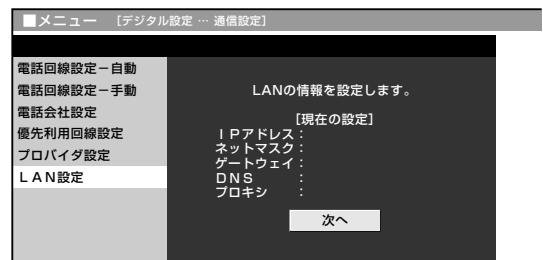 ■メニュー [デジタル設定 … 通信設定]
電話回線設定－自動
電話回線設定－手動
電話会社設定
優先利用回線設定
プロバイダ設定
ＬＡＮ設定
LANの情報を設定します。
[現在の設定]
ＩＰアドレス：
ネットマスク：
ゲートウェイ：
ＤＮＳ　　　：
プロキシ　　：
次へ